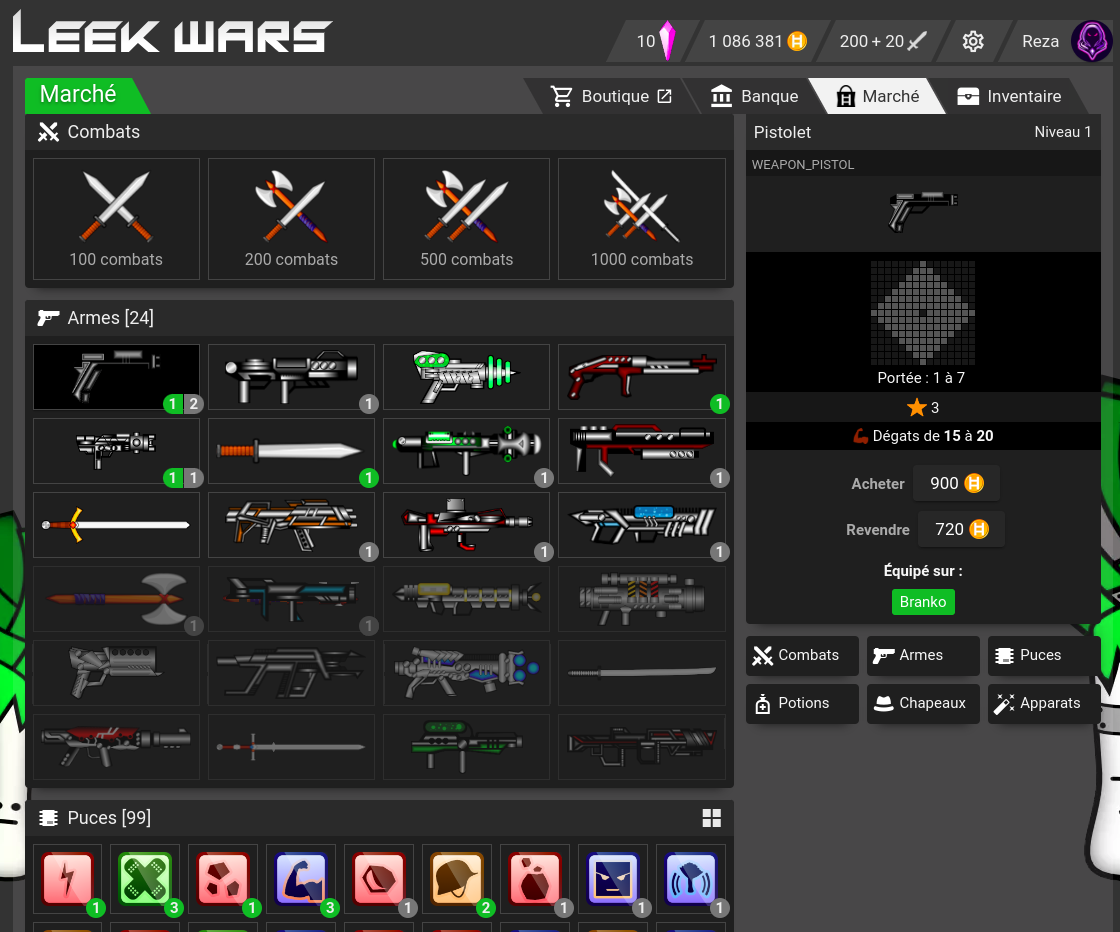 LEEK WARS
10
1 086 381
200 + 20
Reza
Marché
Boutique
Banque
Marché
Inventaire
Combats
100 combats
200 combats
500 combats
1000 combats
Armes [24]
1 2
1
1
1 1
1
1
1
1
1
1
1
1
Puces [99]
1
3
1
3
1
2
1
1
1
Pistolet
Niveau 1
WEAPON_PISTOL
Portée : 1 à 7
3
Dégats de 15 à 20
Acheter
900
Revendre
720
Équipé sur :
Branko
Combats
Armes
Puces
Potions
Chapeaux
Apparats